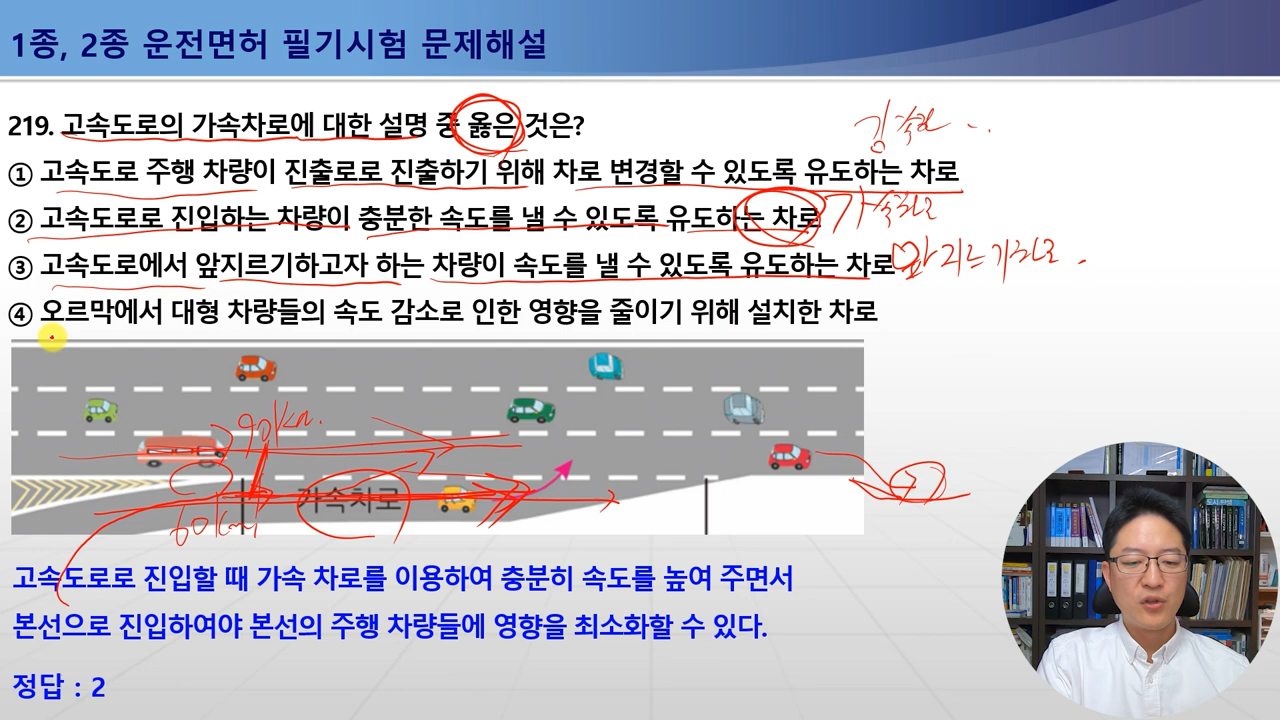 1종, 2종 운전면허 필기시험 문제해설
219. 고속도로의 가속차로에 대한 설명 중 옳은 것은?
① 고속도로 주행 차량이 진출로로 진출하기 위해 차로 변경할 수 있도록 유도하는 차로
② 고속도로로 진입하는 차량이 충분한 속도를 낼 수 있도록 유도하는 차로
③ 고속도로에서 앞지르기하고자 하는 차량이 속도를 낼 수 있도록 유도하는 차로
④ 오르막에서 대형 차량들의 속도 감소로 인한 영향을 줄이기 위해 설치한 차로
90km.
가속차로
60km
고속도로로 진입할 때 가속 차로를 이용하여 충분히 속도를 높여 주면서
본선으로 진입하여야 본선의 주행 차량들에 영향을 최소화할 수 있다.
정답 : 2